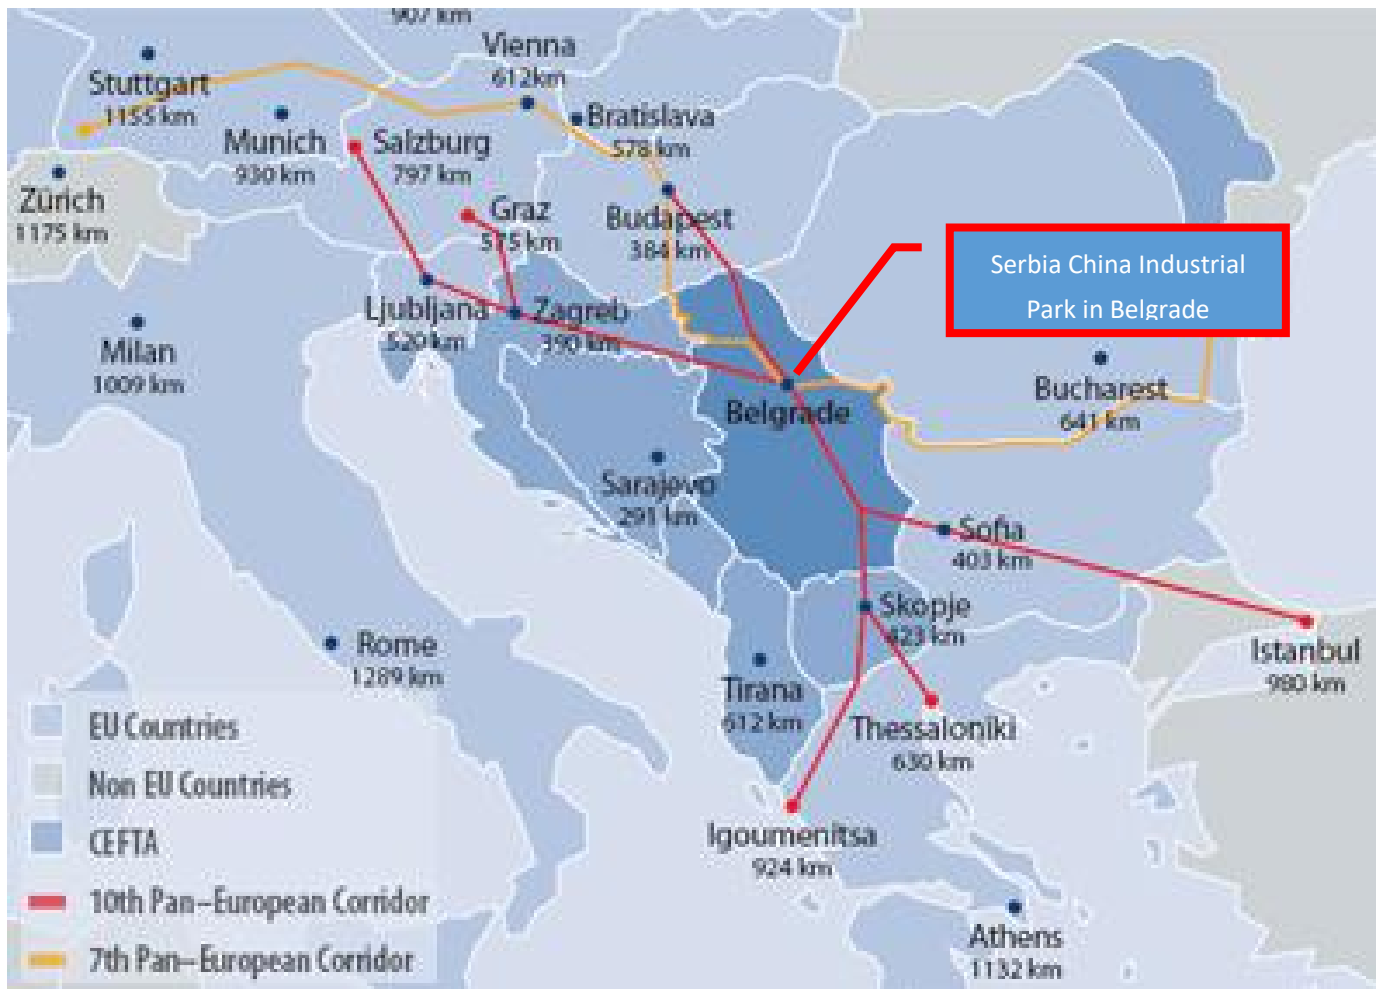 907 km
Vienna
612km
Stuttgart
1155 km
Bratislava
578 km
Munich
930 km
Salzburg
797 km
Zürich
1175 km
Graz
575 km
Budapest
384 km
Serbia China Industrial
Park in Belgrade
Ljubljana
520 km
Zagreb
390 km
Milan
1009 km
Bucharest
641 km
Belgrade
Sarajevo
291 km
Sofia
403 km
Skopje
423 km
Rome
1289 km
Istanbul
980 km
Tirana
612 km
Thessaloniki
630 km
Igoumenitsa
924 km
Athens
1132 km
EU Countries
Non EU Countries
CEFTA
10th Pan–European Corridor
7th Pan–European Corridor